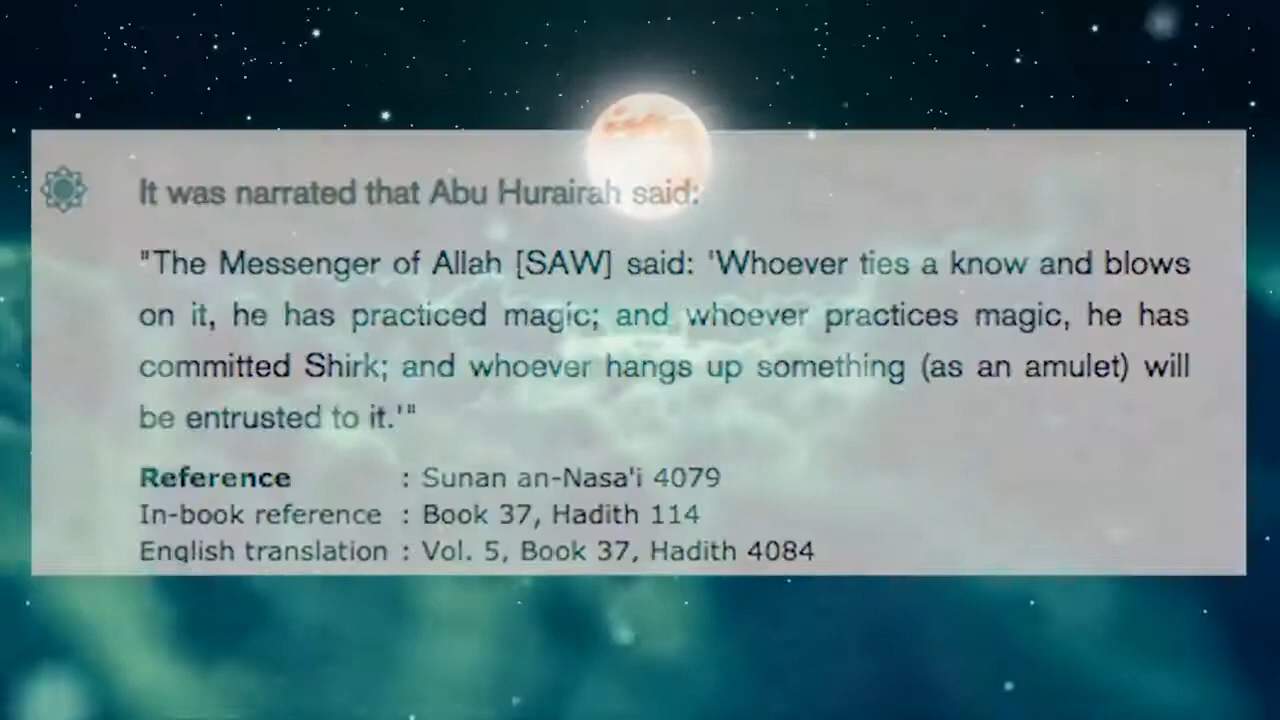 It was narrated that Abu Hurairah said:
"The Messenger of Allah [SAW] said: 'Whoever ties a know and blows
on it, he has practiced magic; and whoever practices magic, he has
committed Shirk; and whoever hangs up something (as an amulet) will
be entrusted to it.'"
Reference : Sunan an-Nasa'i 4079
In-book reference : Book 37, Hadith 114
English translation : Vol. 5, Book 37, Hadith 4084